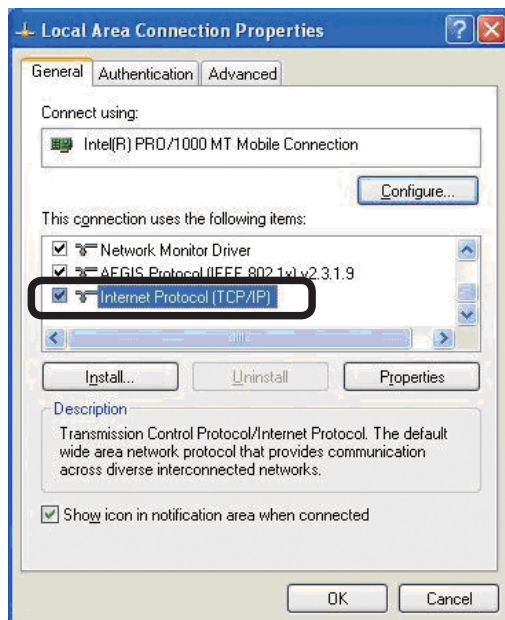 Local Area Connection Properties
General Authentication Advanced
Connect using:
Intel(R) PRO/1000 MT Mobile Connection
Configure...
This connection uses the following items:
Network Monitor Driver
AEGIS Protocol (IEEE 802.1x) v2.3.1.9
Internet Protocol (TCP/IP)
Install... Uninstall Properties
Description
Transmission Control Protocol/Internet Protocol. The default
wide area network protocol that provides communication
across diverse interconnected networks.
Show icon in notification area when connected
OK Cancel